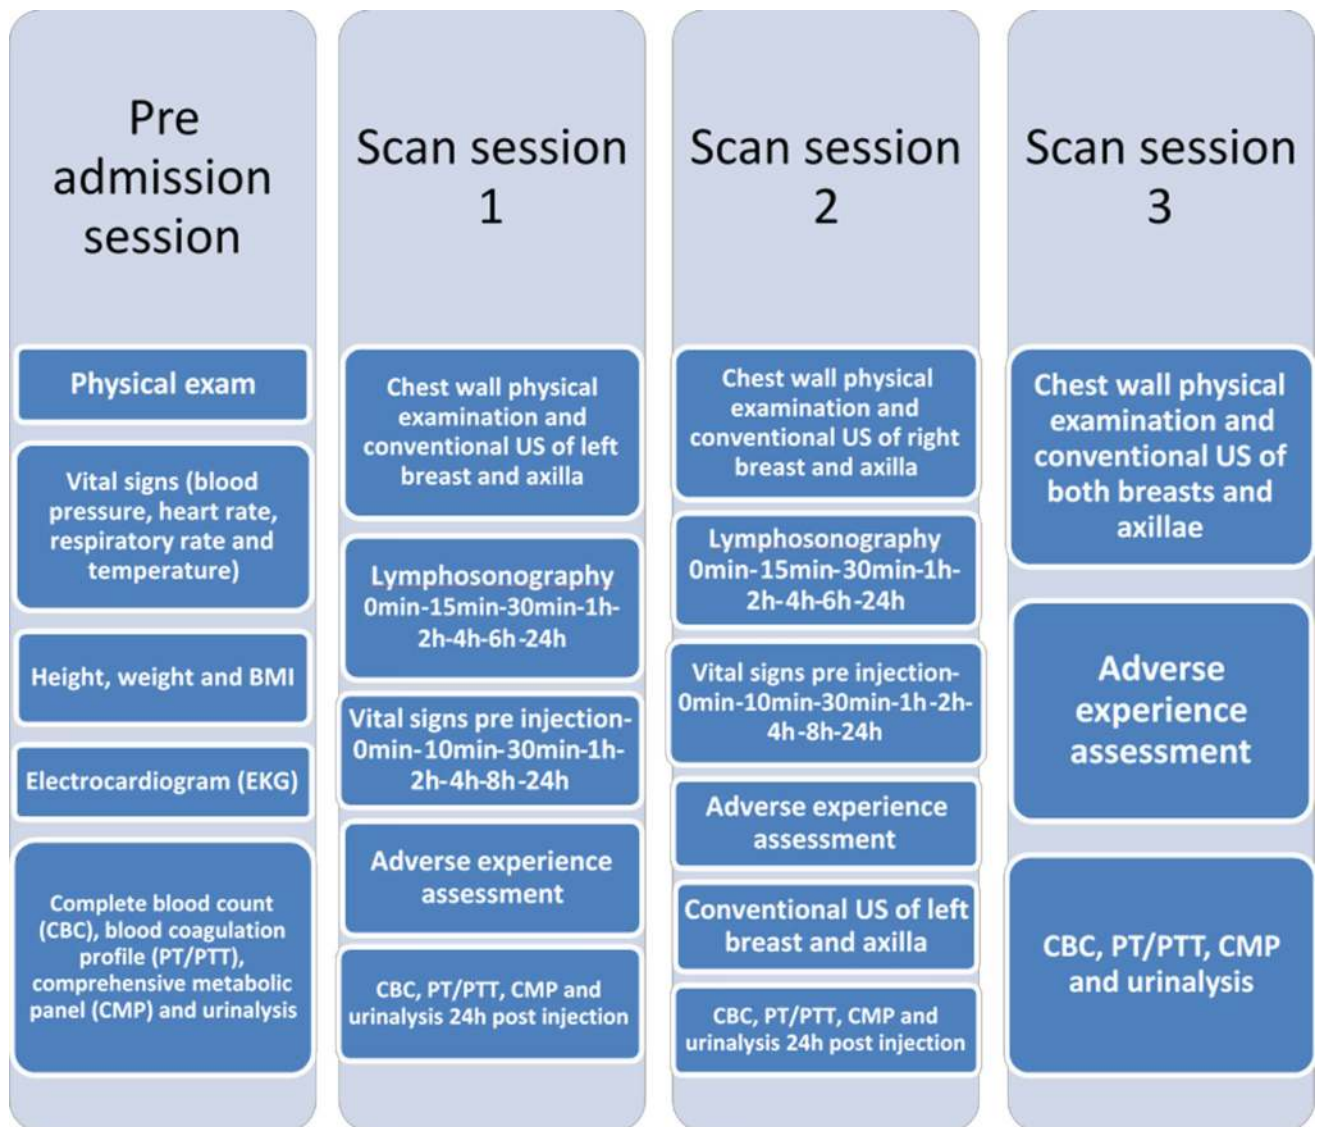 Pre
admission
session
Physical exam
Vital signs (blood
pressure, heart rate,
respiratory rate and
temperature)
Height, weight and BMI
Electrocardiogram (EKG)
Complete blood count
(CBC), blood coagulation
profile (PT/PTT),
comprehensive metabolic
panel (CMP) and urinalysis
Scan session
1
Chest wall physical
examination and
conventional US of left
breast and axilla
Lymphosonography
0min-15min-30min-1h-
2h-4h-6h-24h
Vital signs pre injection-
0min-10min-30min-1h-
2h-4h-8h-24h
Adverse experience
assessment
CBC, PT/PTT, CMP and
urinalysis 24h post injection
Scan session
2
Chest wall physical
examination and
conventional US of right
breast and axilla
Lymphosonography
0min-15min-30min-1h-
2h-4h-6h-24h
Vital signs pre injection-
0min-10min-30min-1h-2h-
4h-8h-24h
Adverse experience
assessment
Conventional US of left
breast and axilla
CBC, PT/PTT, CMP and
urinalysis 24h post injection
Scan session
3
Chest wall physical
examination and
conventional US of
both breasts and
axillae
Adverse
experience
assessment
CBC, PT/PTT, CMP
and urinalysis